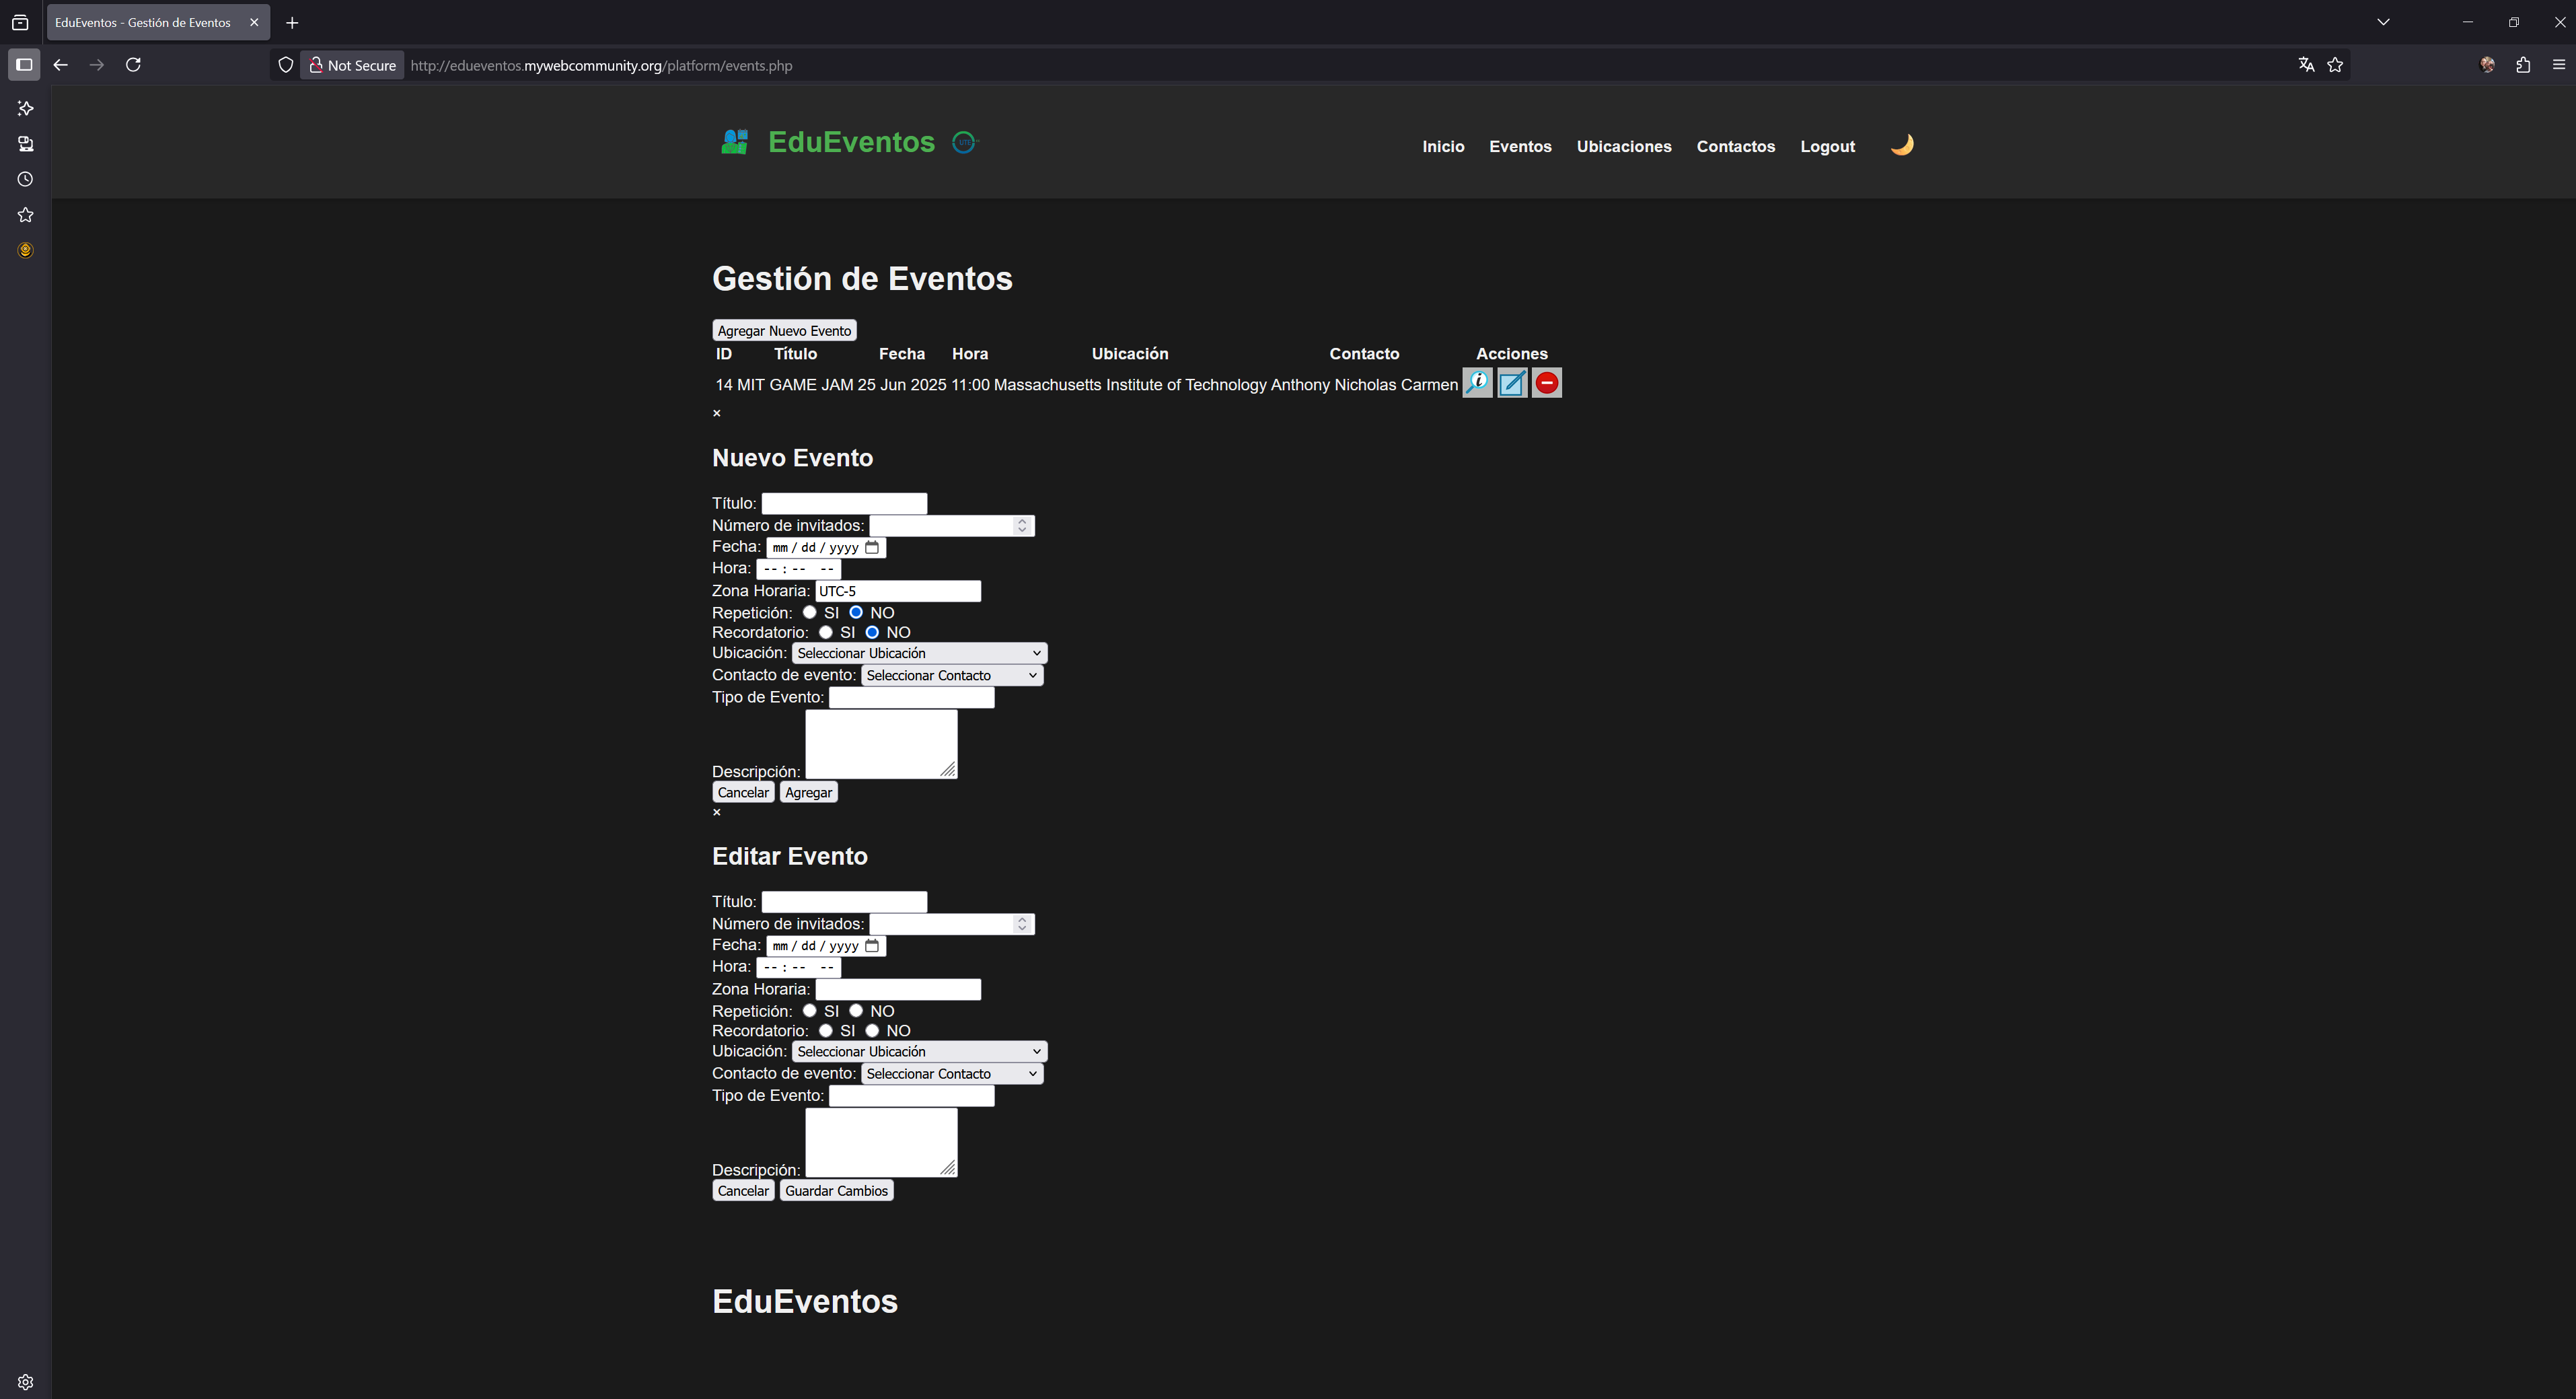 EduEventos - Gestión de Eventos
Not Secure http://edueventos.mywebcommunity.org/platform/events.php
EduEventos UTE Inicio Eventos Ubicaciones Contactos Logout
Gestión de Eventos
Agregar Nuevo Evento
ID Título Fecha Hora Ubicación Contacto Acciones
14 MIT GAME JAM 25 Jun 2025 11:00 Massachusetts Institute of Technology Anthony Nicholas Carmen
×
Nuevo Evento
Título:
Número de invitados:
Fecha: mm / dd / yyyy
Hora: -- : -- --
Zona Horaria: UTC-5
Repetición: SI NO
Recordatorio: SI NO
Ubicación: Seleccionar Ubicación
Contacto de evento: Seleccionar Contacto
Tipo de Evento:
Descripción:
Cancelar Agregar
×
Editar Evento
Título:
Número de invitados:
Fecha: mm / dd / yyyy
Hora: -- : -- --
Zona Horaria:
Repetición: SI NO
Recordatorio: SI NO
Ubicación: Seleccionar Ubicación
Contacto de evento: Seleccionar Contacto
Tipo de Evento:
Descripción:
Cancelar Guardar Cambios
EduEventos